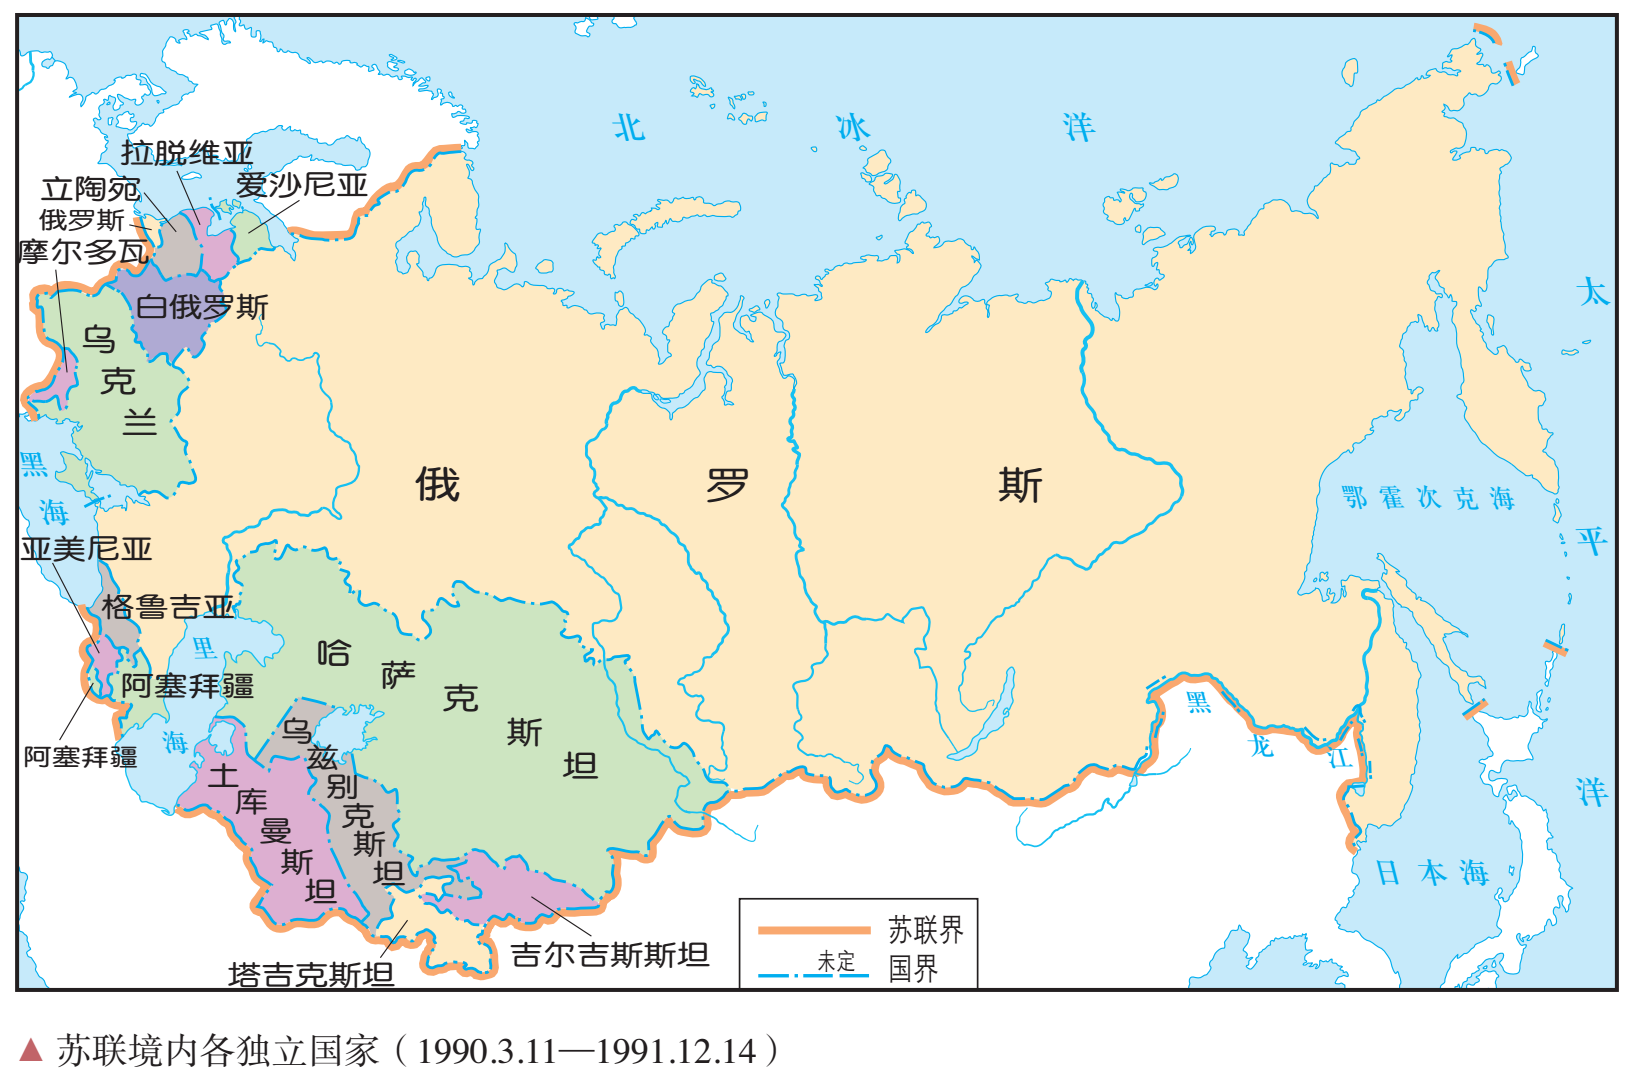 北冰洋
拉脱维亚
立陶宛
爱沙尼亚
俄罗斯
摩尔多瓦
白俄罗斯
乌克兰
太平洋
黑海
俄罗斯
鄂霍次克海
亚美尼亚
格鲁吉亚
里海
阿塞拜疆
阿塞拜疆
哈萨克斯坦
乌兹别克斯坦
土库曼斯坦
黑龙江
日本海
吉尔吉斯斯坦
塔吉克斯坦
苏联界
未定
国界
▲ 苏联境内各独立国家（1990.3.11—1991.12.14）